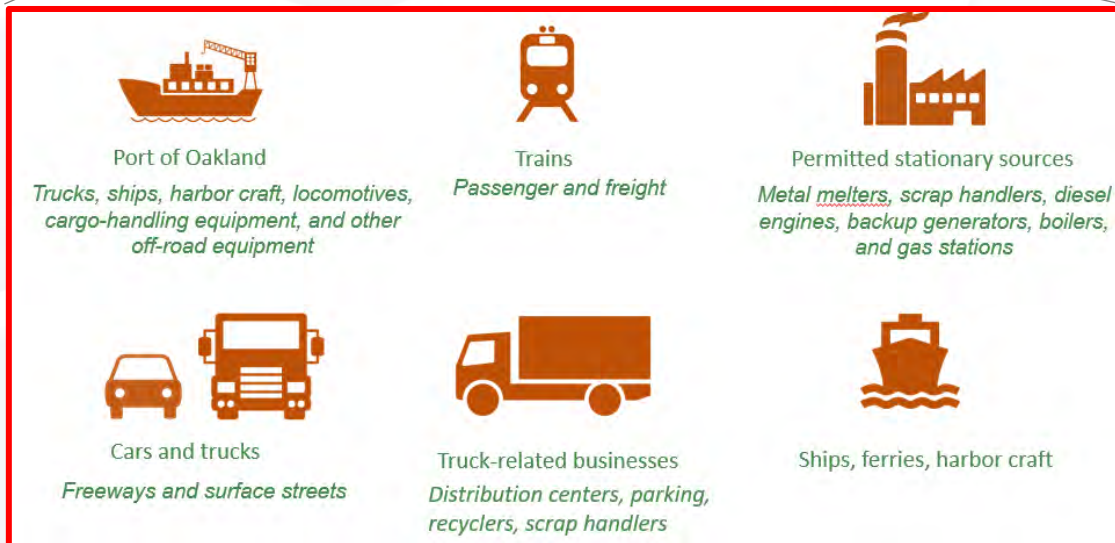 Port of Oakland
Trucks, ships, harbor craft, locomotives,
cargo-handling equipment, and other
off-road equipment
Trains
Passenger and freight
Permitted stationary sources
Metal melters, scrap handlers, diesel
engines, backup generators, boilers,
and gas stations
Cars and trucks
Freeways and surface streets
Truck-related businesses
Distribution centers, parking,
recyclers, scrap handlers
Ships, ferries, harbor craft